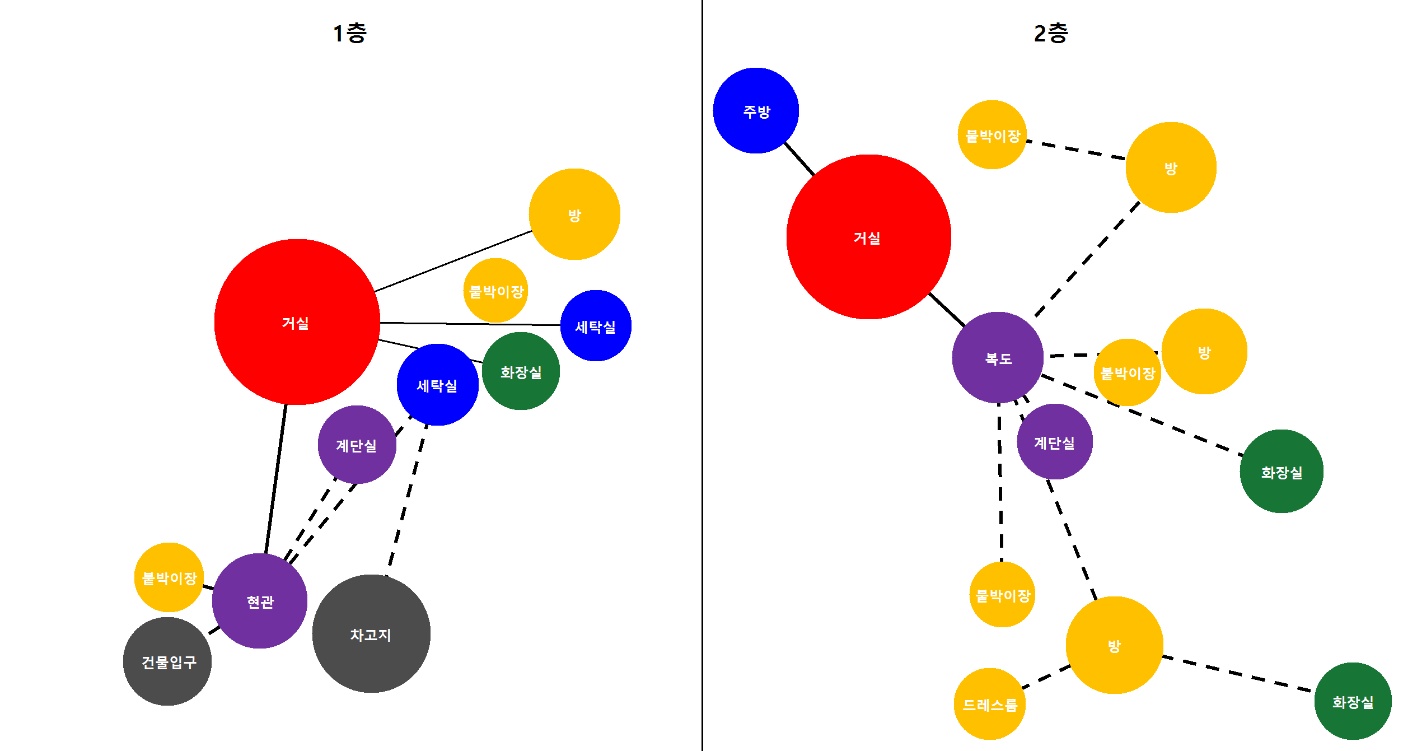 1층
방
붙박이장
거실
세탁실
화장실
세탁실
계단실
붙박이장
현관
차고지
건물입구
2층
주방
붙박이장
방
거실
복도
방
붙박이장
계단실
화장실
붙박이장
방
드레스룸
화장실